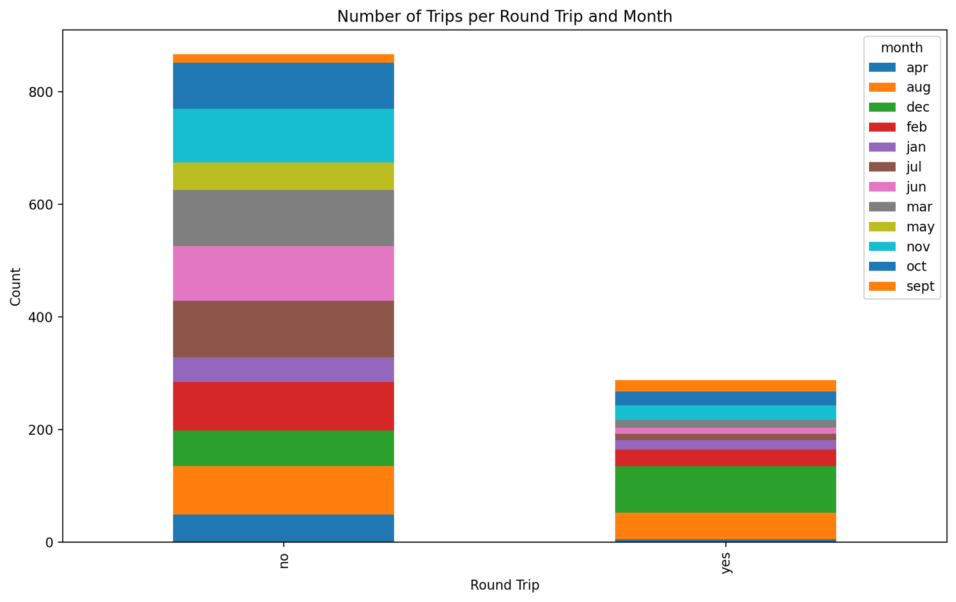 Number of Trips per Round Trip and Month
month
apr
aug
dec
feb
jan
jul
jun
mar
may
nov
oct
sept
800
600
400
200
0
Count
no
yes
Round Trip